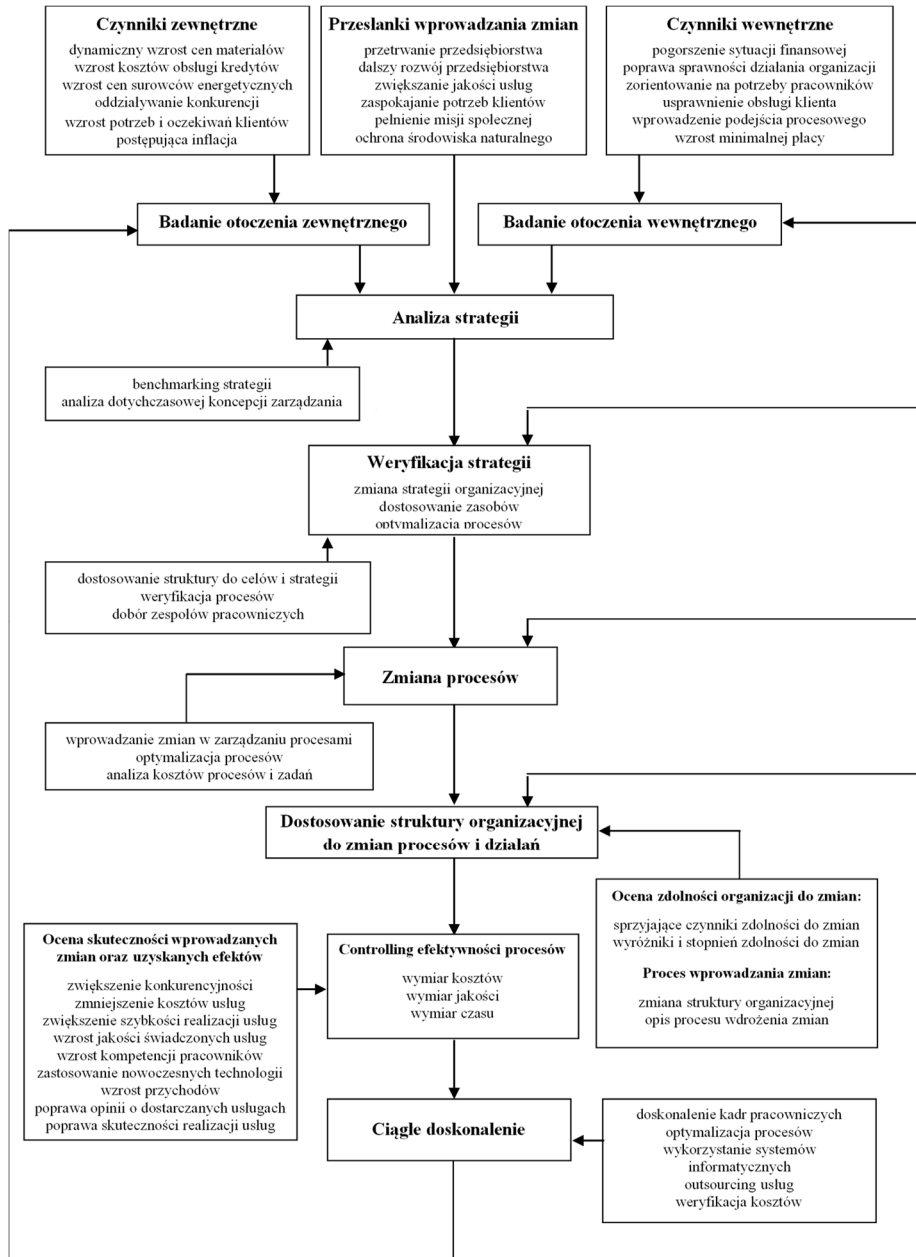 Czynniki zewnętrzne
dynamiczny wzrost cen materiałów
wzrost kosztów obsługi kredytów
wzrost cen surowców energetycznych
oddziaływanie konkurencji
wzrost potrzeb i oczekiwań klientów
postępująca inflacja
Przesłanki wprowadzania zmian
przetrwanie przedsiębiorstwa
dalszy rozwój przedsiębiorstwa
zwiększanie jakości usług
zaspokajanie potrzeb klientów
pełnienie misji społecznej
ochrona środowiska naturalnego
Czynniki wewnętrzne
pogorszenie sytuacji finansowej
poprawa sprawności działania organizacji
zorientowanie na potrzeby pracowników
usprawnienie obsługi klienta
wprowadzenie podejścia procesowego
wzrost minimalnej płacy
Badanie otoczenia zewnętrznego
Badanie otoczenia wewnętrznego
Analiza strategii
benchmarking strategii
analiza dotychczasowej koncepcji zarządzania
Weryfikacja strategii
zmiana strategii organizacyjnej
dostosowanie zasobów
optymalizacja procesów
dostosowanie struktury do celów i strategii
weryfikacja procesów
dobór zespołów pracowniczych
Zmiana procesów
wprowadzanie zmian w zarządzaniu procesami
optymalizacja procesów
analiza kosztów procesów i zadań
Dostosowanie struktury organizacyjnej
do zmian procesów i działań
Ocena zdolności organizacji do zmian:
sprzyjające czynniki zdolności do zmian
wyróżniki i stopnień zdolności do zmian
Proces wprowadzania zmian:
zmiana struktury organizacyjnej
opis procesu wdrożenia zmian
Ocena skuteczności wprowadzanych
zmian oraz uzyskanych efektów
zwiększenie konkurencyjności
zmniejszenie kosztów usług
zwiększenie szybkości realizacji usług
wzrost jakości świadczonych usług
wzrost kompetencji pracowników
zastosowanie nowoczesnych technologii
wzrost przychodów
poprawa opinii o dostarczanych usługach
poprawa skuteczności realizacji usług
Controlling efektywności procesów
wymiar kosztów
wymiar jakości
wymiar czasu
Ciągłe doskonalenie
doskonalenie kadr pracowniczych
optymalizacja procesów
wykorzystanie systemów
informatycznych
outsourcing usług
weryfikacja kosztów